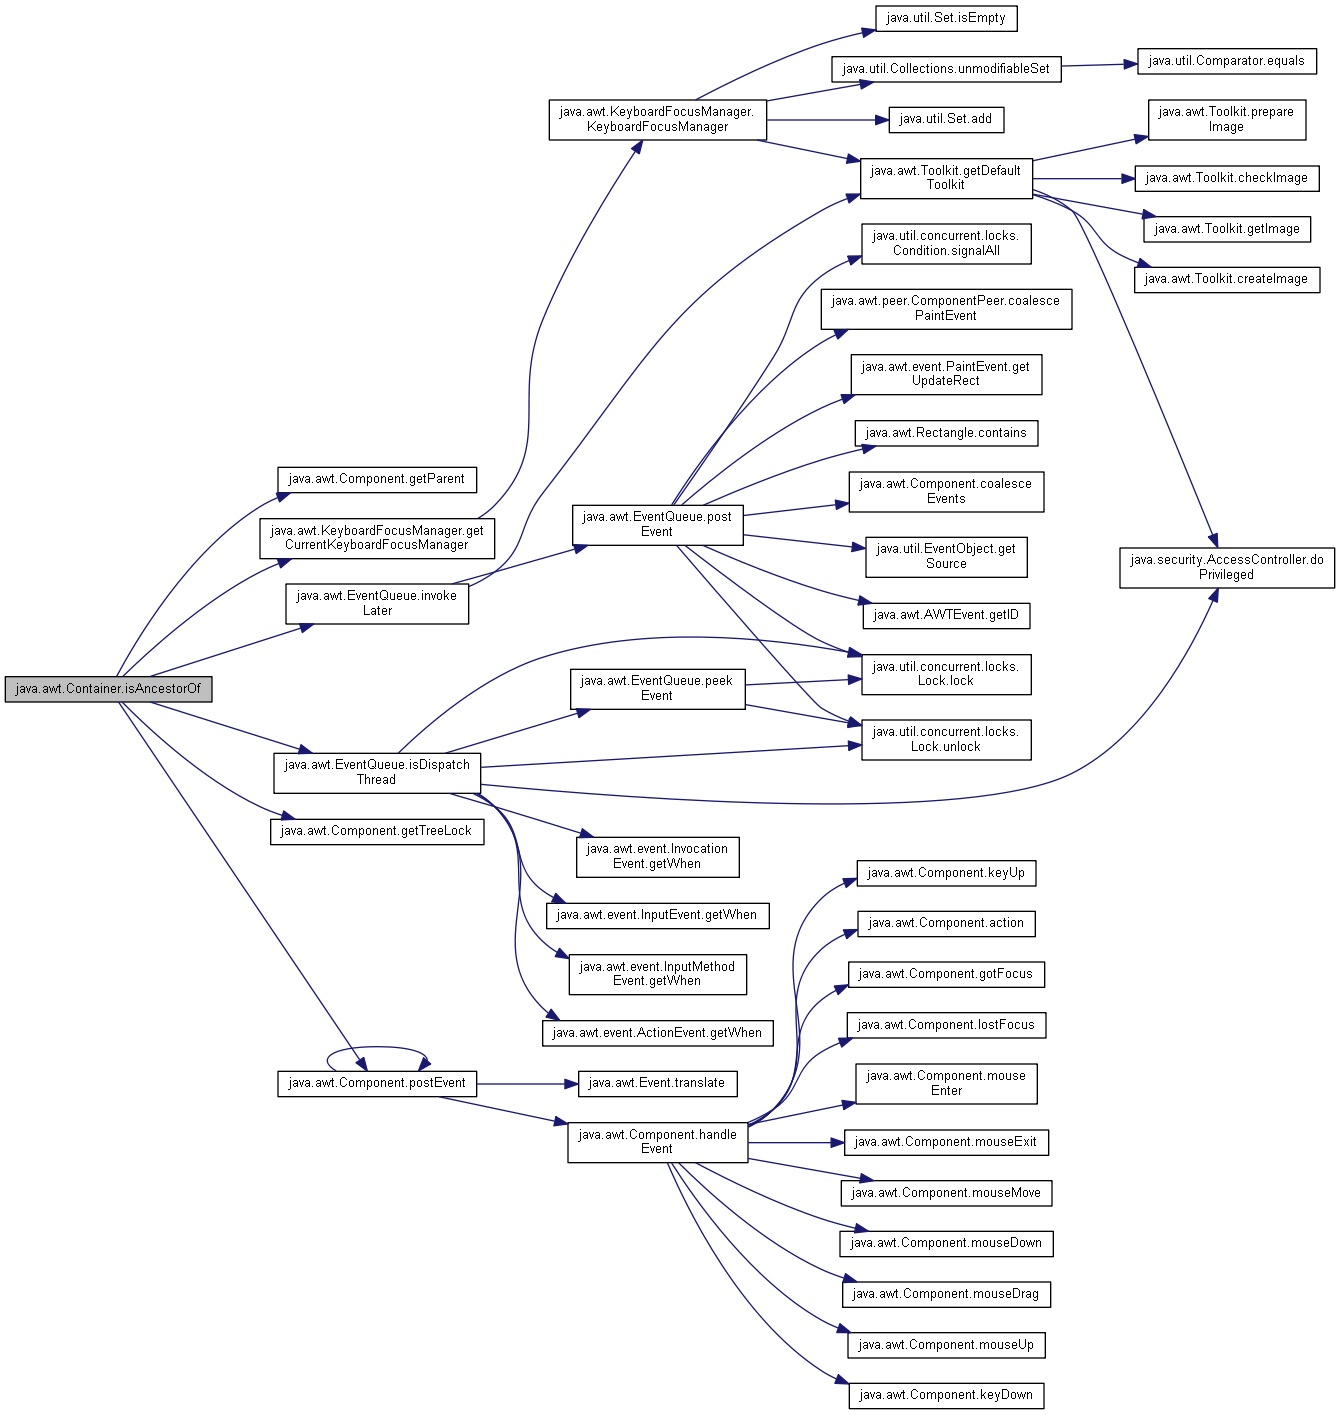 java.util.Set.isEmpty
java.util.Collections.unmodifiableSet
java.util.Comparator.equals
java.awt.KeyboardFocusManager.
KeyboardFocusManager
java.util.Set.add
java.awt.Toolkit.prepare
Image
java.awt.Toolkit.getDefault
Toolkit
java.awt.Toolkit.checkImage
java.awt.Toolkit.getImage
java.util.concurrent.locks.
Condition.signalAll
java.awt.Toolkit.createImage
java.awt.peer.ComponentPeer.coalesce
PaintEvent
java.awt.event.PaintEvent.get
UpdateRect
java.awt.Rectangle.contains
java.awt.Component.getParent
java.awt.Component.coalesce
Events
java.awt.KeyboardFocusManager.get
CurrentKeyboardFocusManager
java.awt.EventQueue.post
Event
java.util.EventObject.get
Source
java.security.AccessController.do
Privileged
java.awt.EventQueue.invoke
Later
java.awt.AWTEvent.getID
java.util.concurrent.locks.
Lock.lock
java.awt.Container.isAncestorOf
java.awt.EventQueue.peek
Event
java.util.concurrent.locks.
Lock.unlock
java.awt.EventQueue.isDispatch
Thread
java.awt.Component.getTreeLock
java.awt.event.Invocation
Event.getWhen
java.awt.Component.keyUp
java.awt.event.InputEvent.getWhen
java.awt.Component.action
java.awt.event.InputMethod
Event.getWhen
java.awt.Component.gotFocus
java.awt.event.ActionEvent.getWhen
java.awt.Component.lostFocus
java.awt.Component.postEvent
java.awt.Event.translate
java.awt.Component.mouse
Enter
java.awt.Component.handle
Event
java.awt.Component.mouseExit
java.awt.Component.mouseMove
java.awt.Component.mouseDown
java.awt.Component.mouseDrag
java.awt.Component.mouseUp
java.awt.Component.keyDown